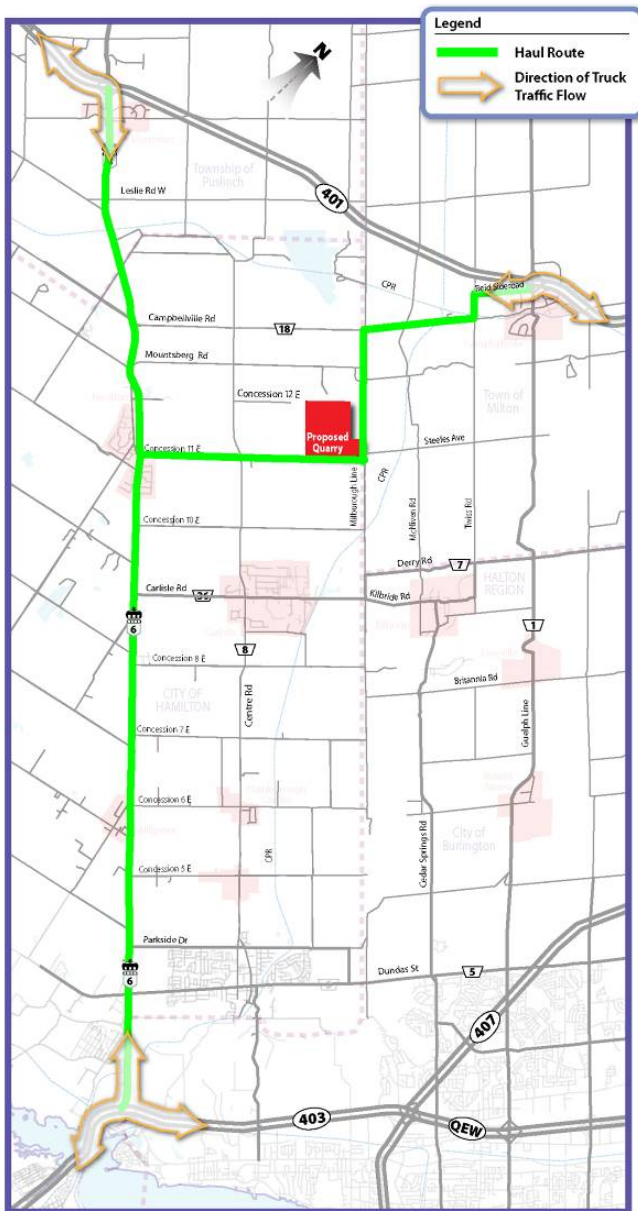 Legend
Haul Route
Direction of Truck
Traffic Flow
N
Township of
Puslinch
Leslie Rd W
401
CPR
Reid Sideroad
Campbellville Rd
18
Mountsberg Rd
Concession 12 E
Town of
Milton
Proposed
Quarry
Steeles Ave
Concession 11 E
Milborough Line
CPR
McNiven Rd
Twiss Rd
Concession 10 E
Derry Rd
7
HALTON
REGION
Carlisle Rd
36
Kilbride Rd
6
1
8
Concession 8 E
Centre Rd
Britannia Rd
Guelph Line
CITY OF
HAMILTON
Concession 7 E
Concession 6 E
City of
Burlington
Cedar Springs Rd
CPR
Concession 5 E
Parkside Dr
6
Dundas St
5
407
403
QEW